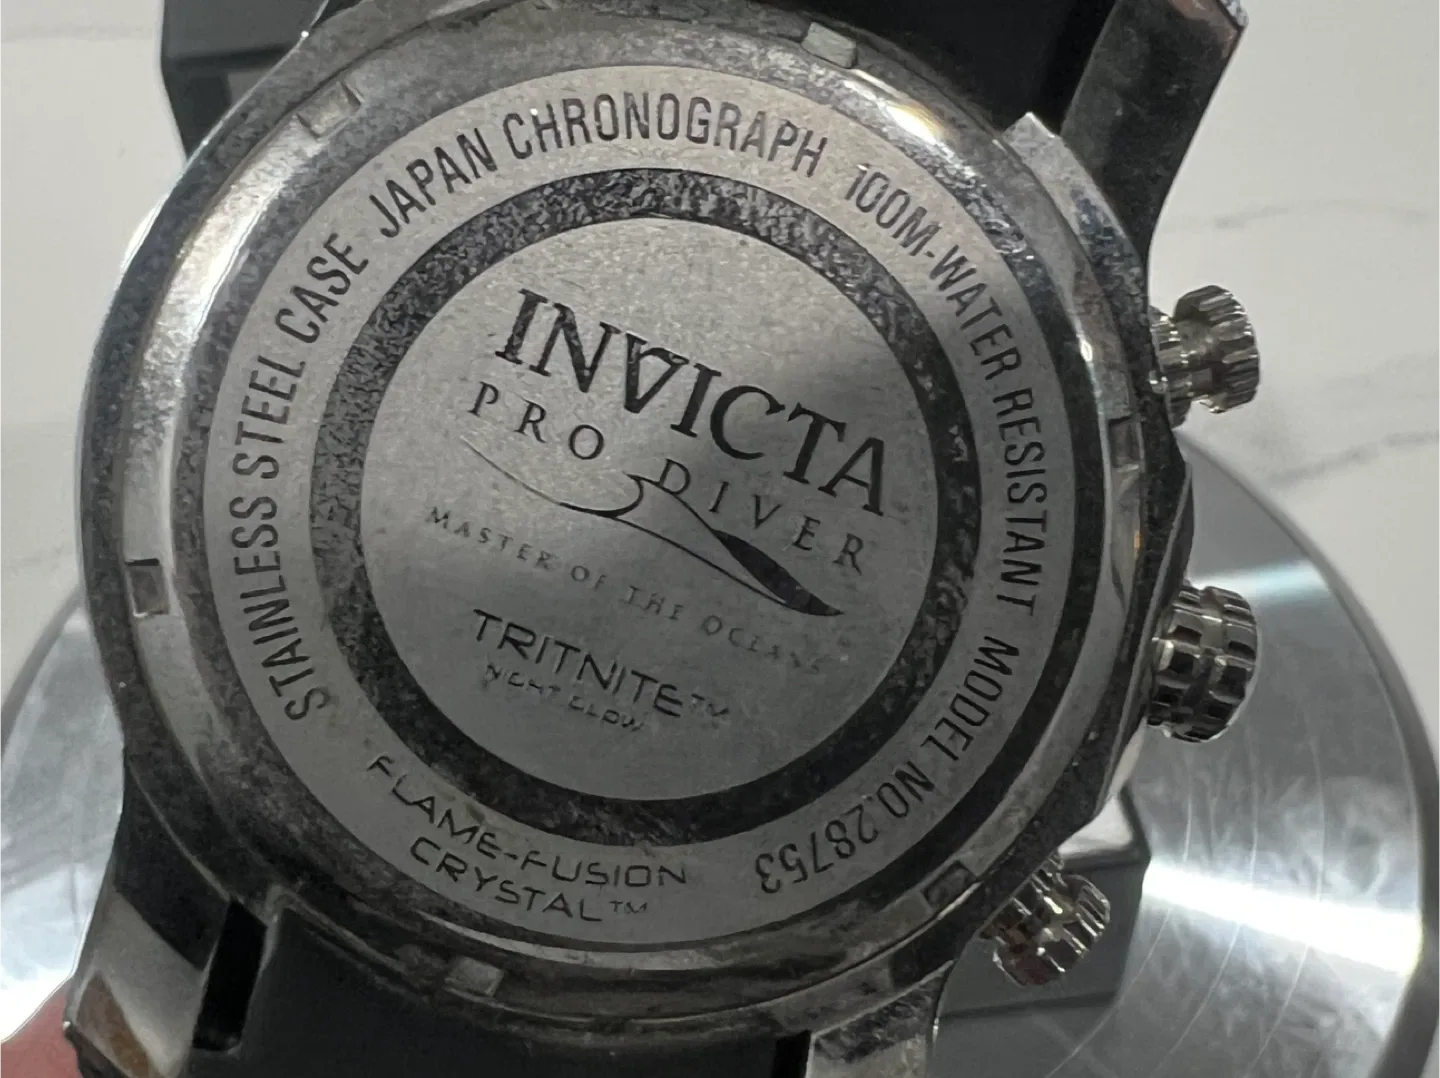 INVICTA
PRO DIVER
MASTER OF THE OCEANS
TRITNITE™
NIGHT GLOW
STAINLESS STEEL CASE JAPAN CHRONOGRAPH 100M-WATER RESISTANT MODEL NO.28753
FLAME-FUSION
CRYSTAL™